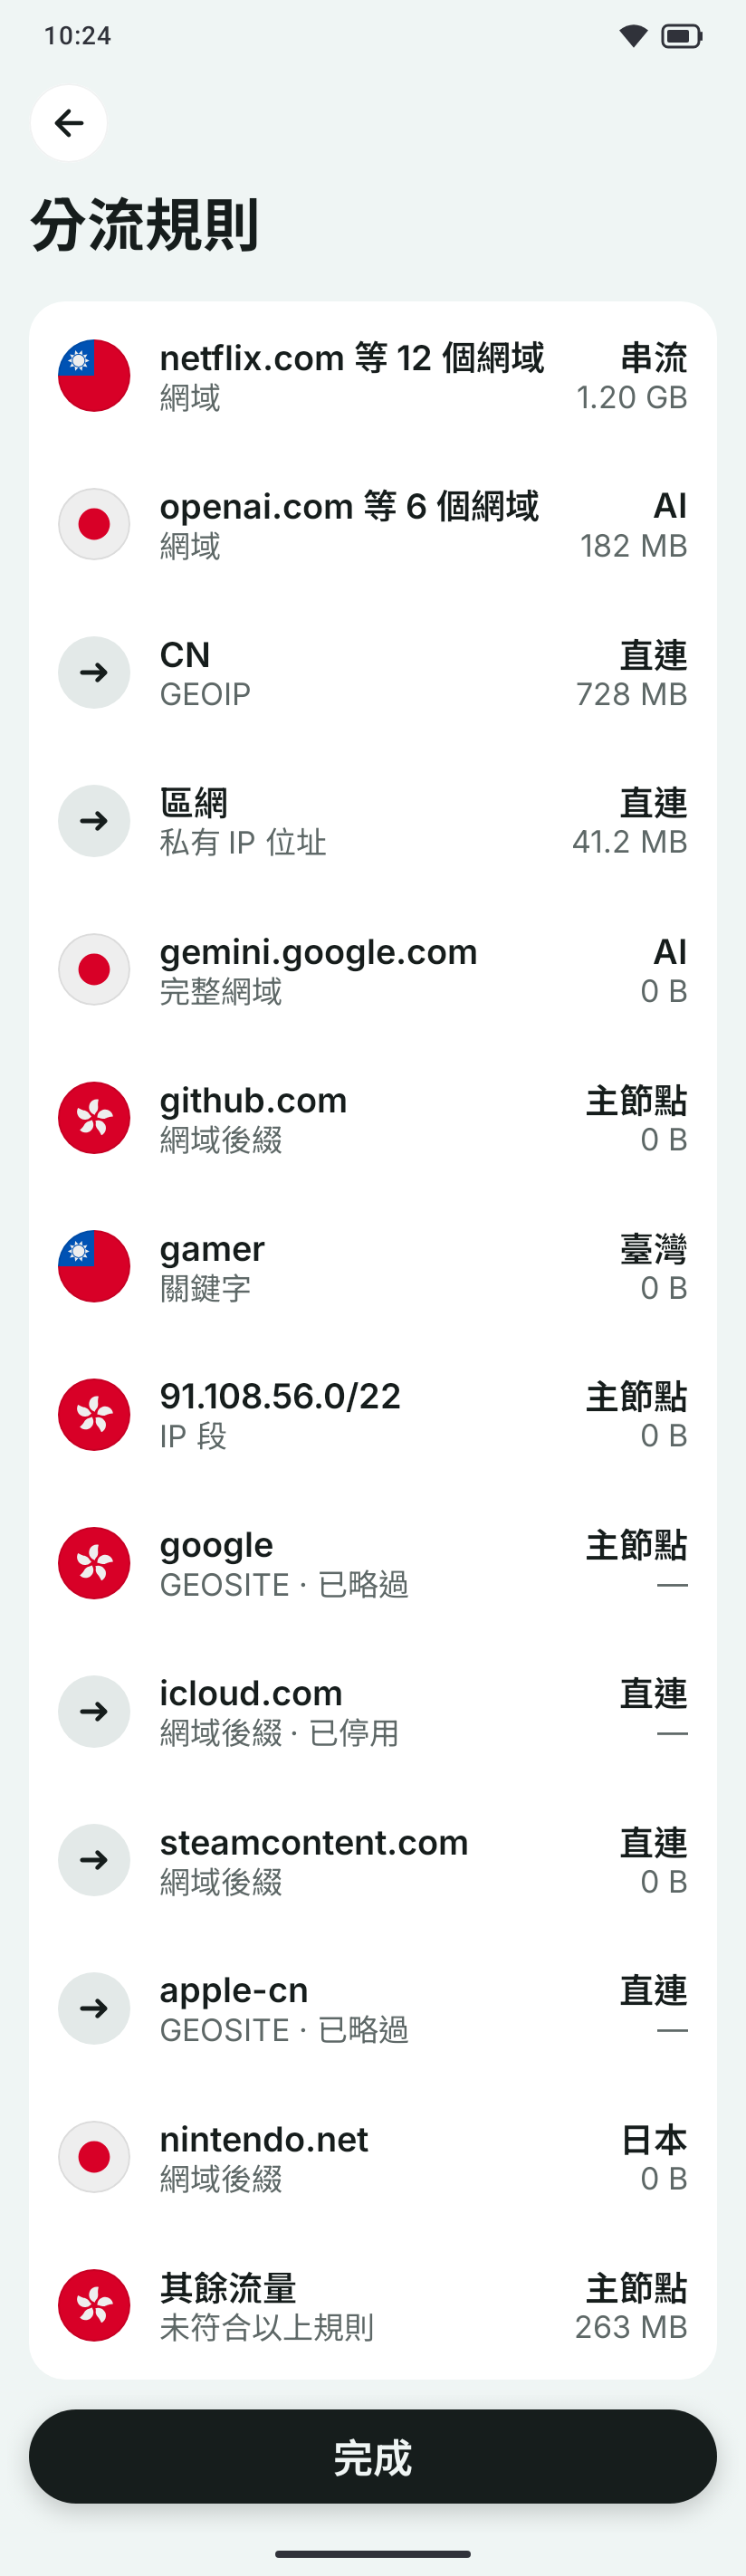 10:24
分流規則
netflix.com 等 12 個網域 串流
網域 1.20 GB
openai.com 等 6 個網域 AI
網域 182 MB
CN 直連
GEOIP 728 MB
區網 直連
私有 IP 位址 41.2 MB
gemini.google.com AI
完整網域 0 B
github.com 主節點
網域後綴 0 B
gamer 臺灣
關鍵字 0 B
91.108.56.0/22 主節點
IP 段 0 B
google 主節點
GEOSITE · 已略過 —
icloud.com 直連
網域後綴 · 已停用 —
steamcontent.com 直連
網域後綴 0 B
apple-cn 直連
GEOSITE · 已略過 —
nintendo.net 日本
網域後綴 0 B
其餘流量 主節點
未符合以上規則 263 MB
完成